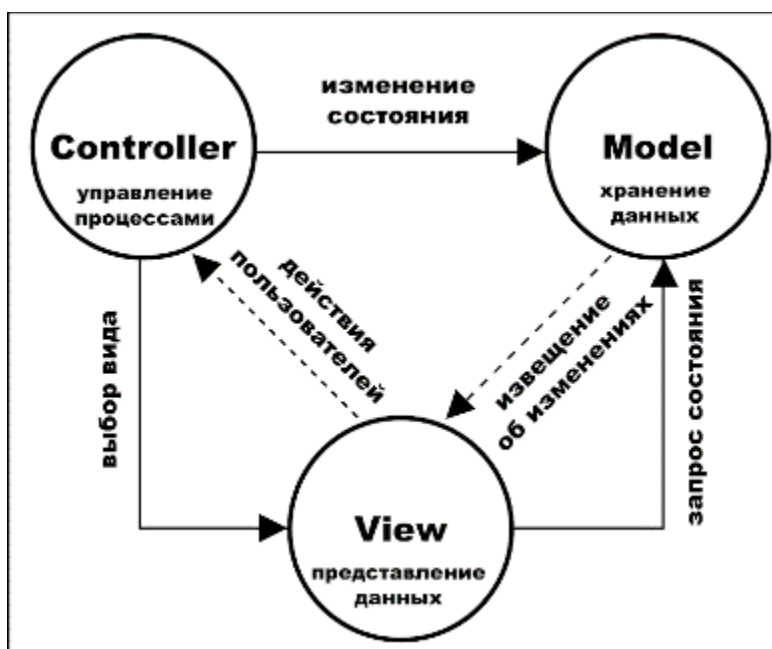 изменение
состояния
Controller
управление
процессами
Model
хранение
данных
действия
пользователей
извещение
об изменениях
выбор вида
запрос состояния
View
представление
данных